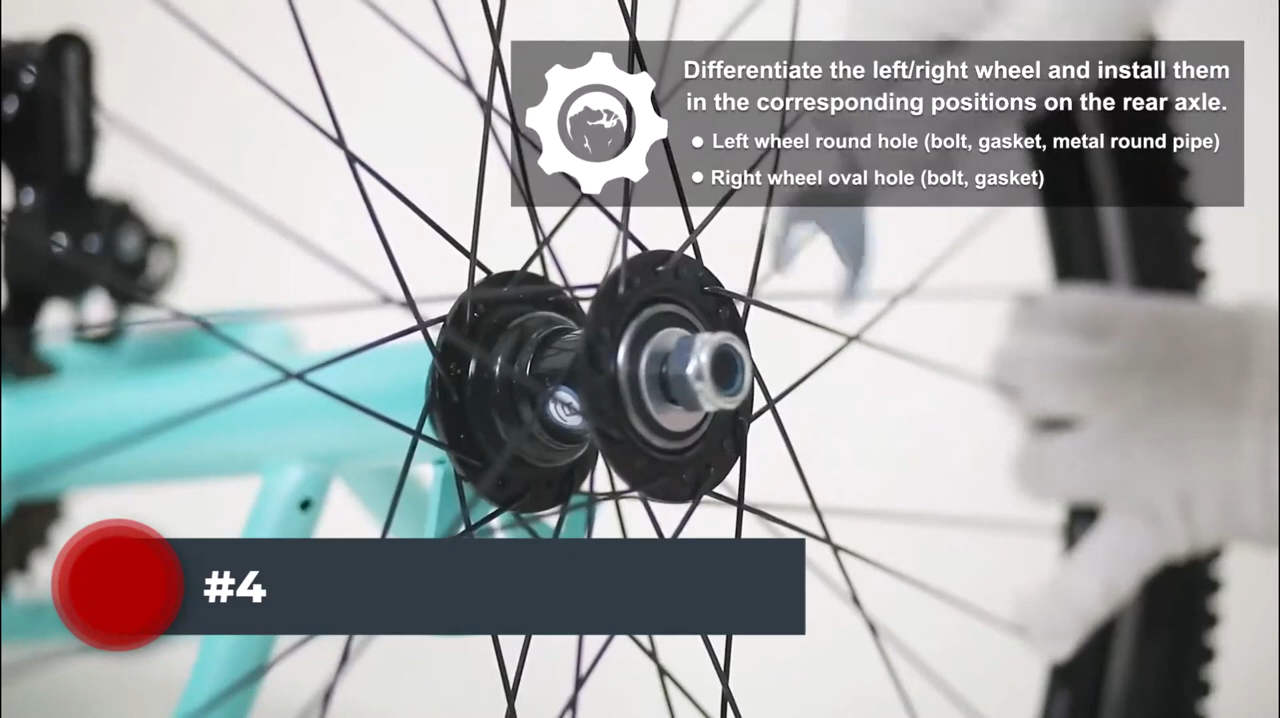 Differentiate the left/right wheel and install them
in the corresponding positions on the rear axle.
● Left wheel round hole (bolt, gasket, metal round pipe)
● Right wheel oval hole (bolt, gasket)
#4